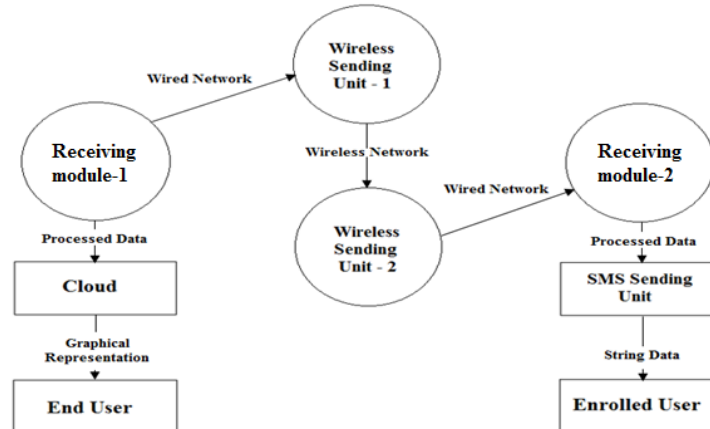 Wireless
Sending
Unit - 1
Wired Network
Receiving
module-1
Wireless Network
Receiving
module-2
Wired Network
Wireless
Sending
Unit - 2
Processed Data
Processed Data
Cloud
SMS Sending
Unit
Graphical
Representation
String Data
End User
Enrolled User